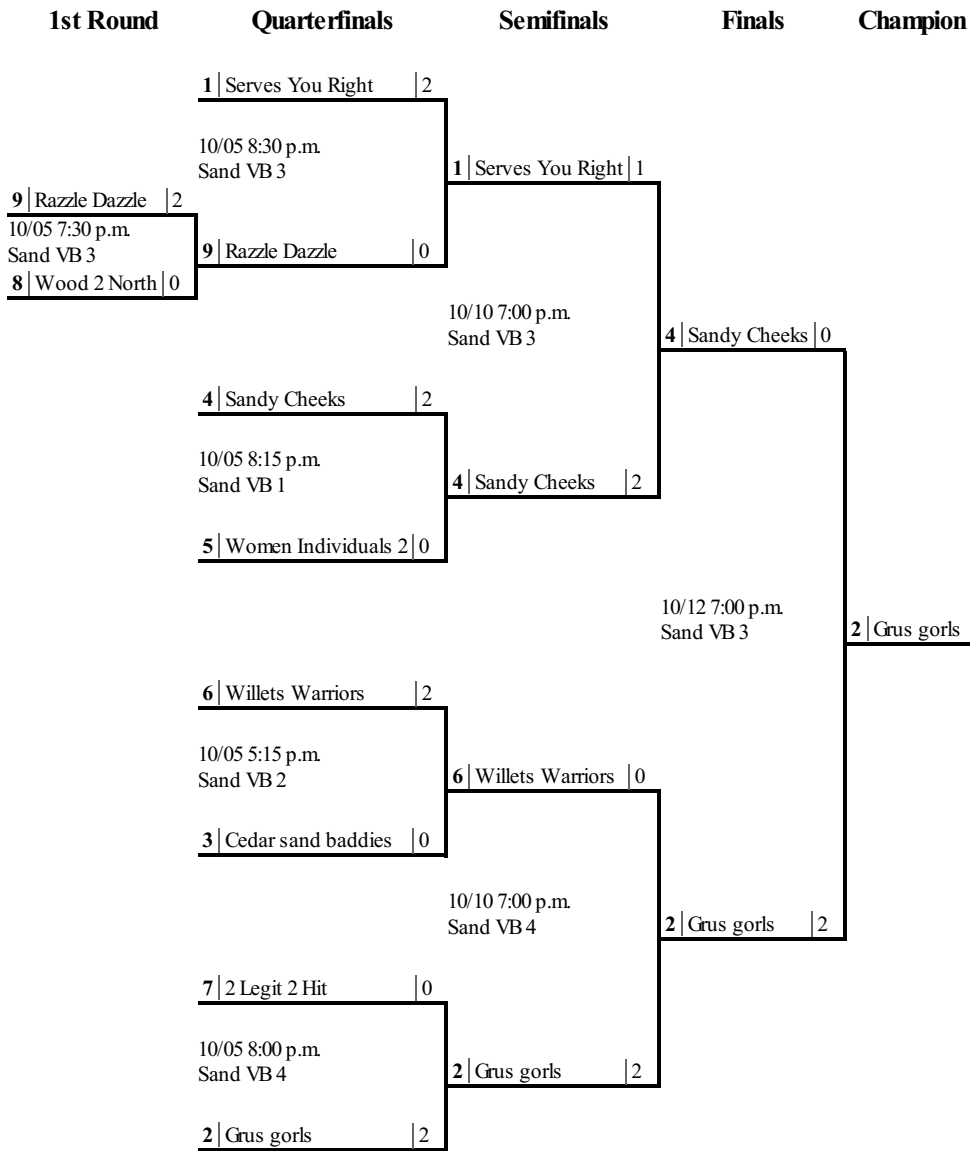 1st Round Quarterfinals Semifinals Finals Champion
1 Serves You Right 2
10/05 8:30 p.m.
Sand VB 3
1 Serves You Right 1
9 Razzle Dazzle 2
10/05 7:30 p.m.
Sand VB 3
9 Razzle Dazzle 0
8 Wood 2 North 0
10/10 7:00 p.m.
Sand VB 3
4 Sandy Cheeks 0
4 Sandy Cheeks 2
10/05 8:15 p.m.
Sand VB 1
4 Sandy Cheeks 2
5 Women Individuals 2 0
10/12 7:00 p.m.
Sand VB 3
2 Grus gorls
6 Willets Warriors 2
10/05 5:15 p.m.
Sand VB 2
6 Willets Warriors 0
3 Cedar sand baddies 0
10/10 7:00 p.m.
Sand VB 4
2 Grus gorls 2
7 2 Legit 2 Hit 0
10/05 8:00 p.m.
Sand VB 4
2 Grus gorls 2
2 Grus gorls 2